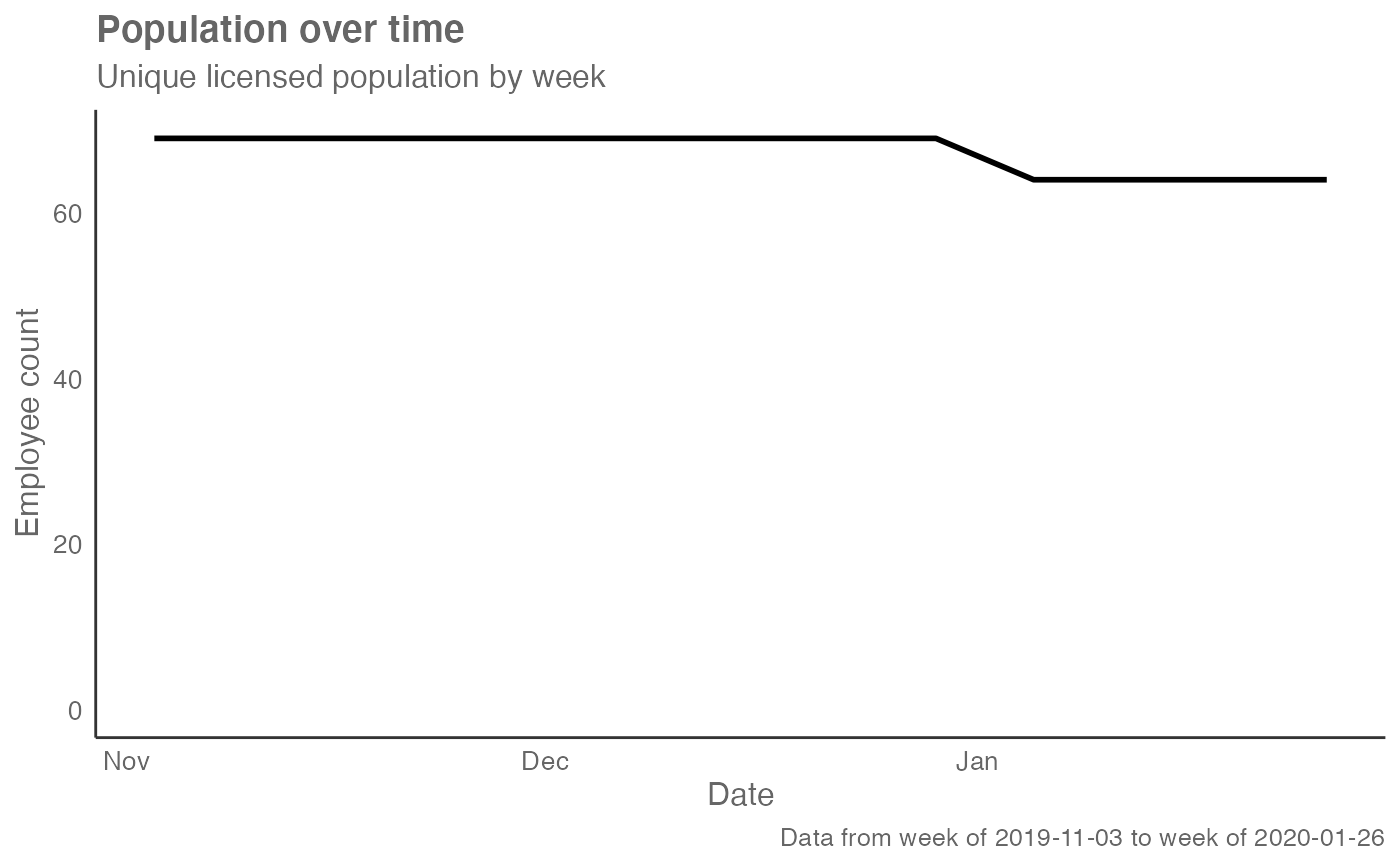 Population over time
Unique licensed population by week
Employee count
60
40
20
0
Nov Dec Jan
Date
Data from week of 2019-11-03 to week of 2020-01-26